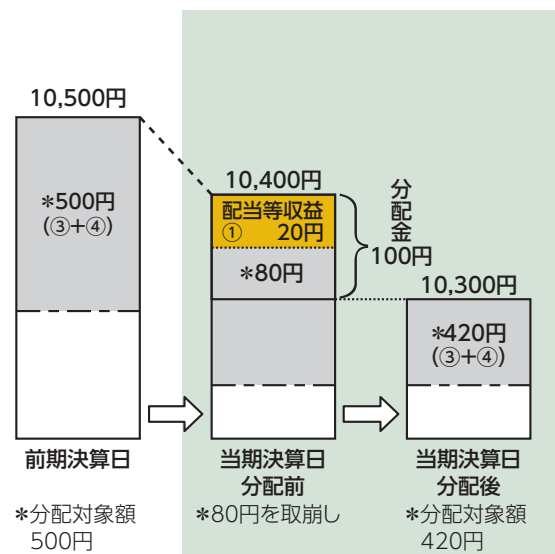 10,500円
*500円
(③+④)
前期決算日
*分配対象額
500円
10,400円
配当等収益
① 20円
*80円
分配金
100円
当期決算日
分配前
*80円を取崩し
10,300円
*420円
(③+④)
当期決算日
分配後
*分配対象額
420円